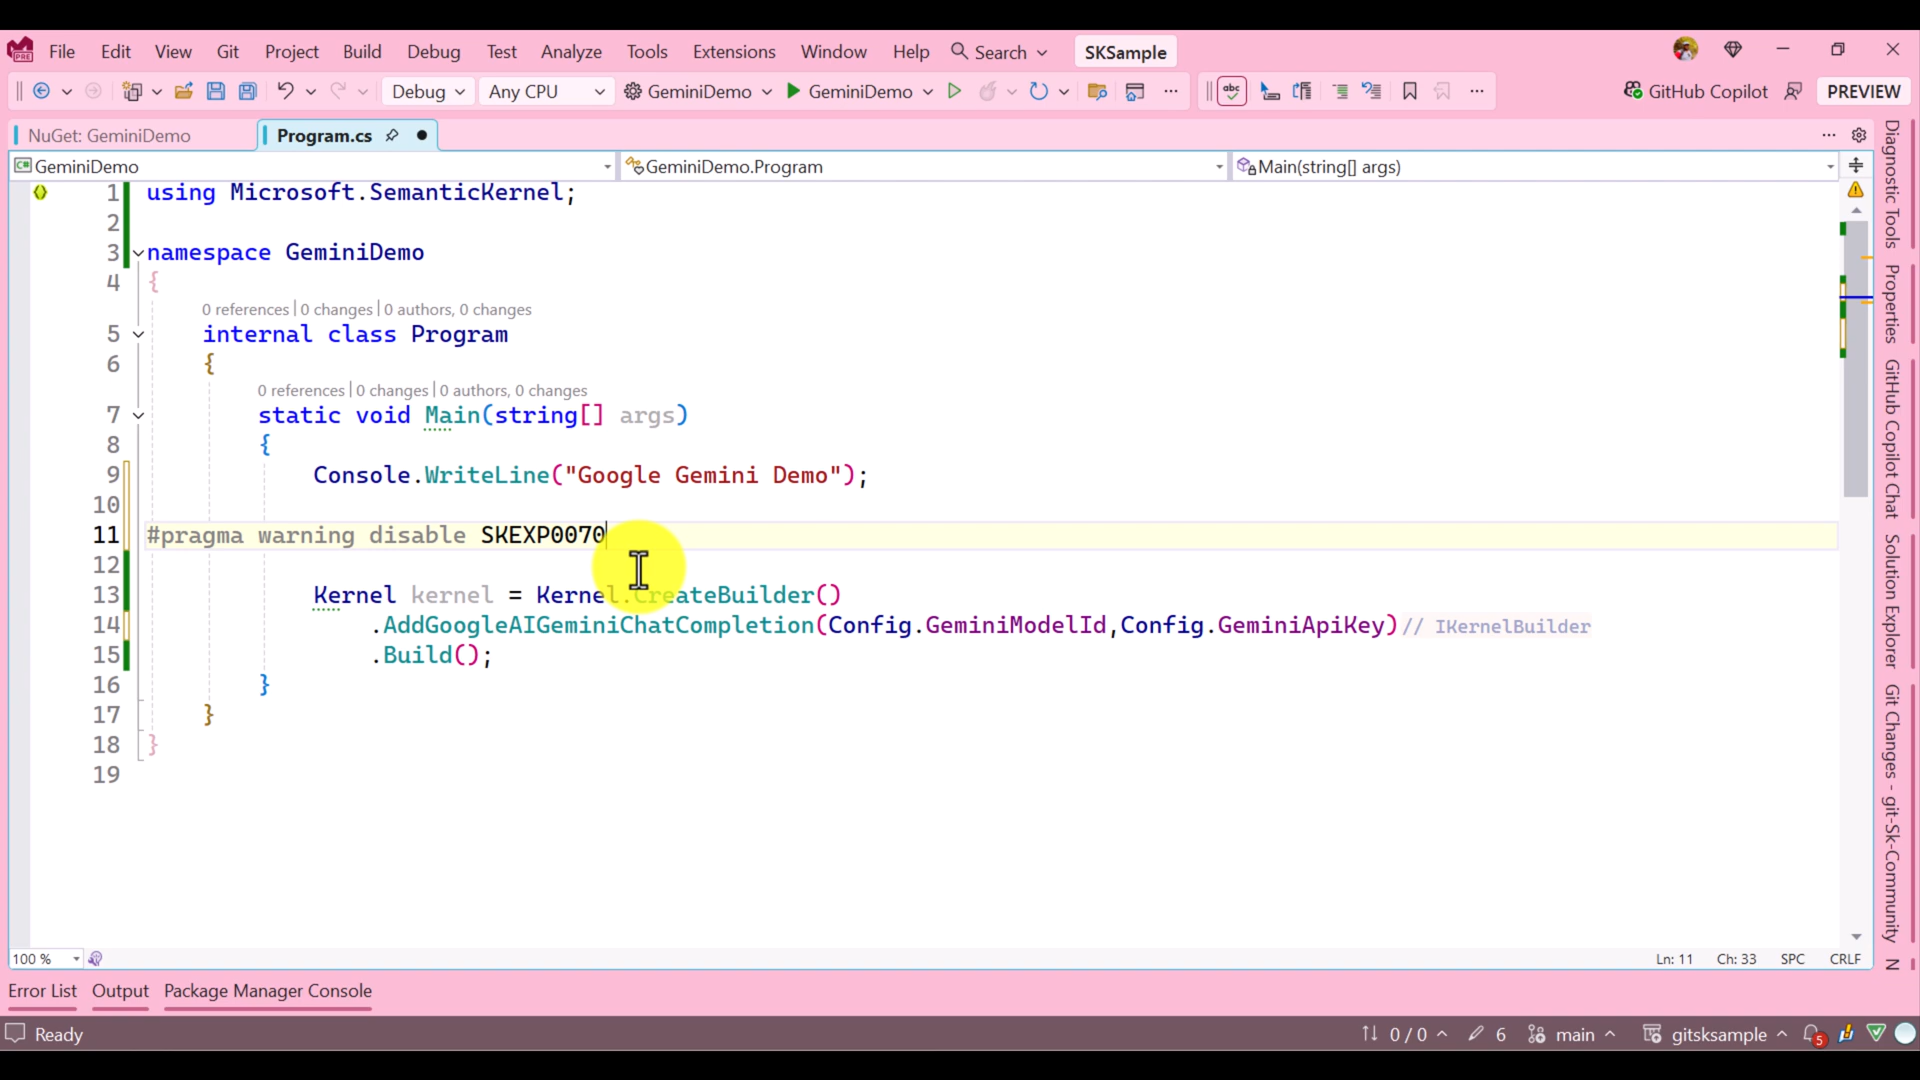 PRE File Edit View Git Project Build Debug Test Analyze Tools Extensions Window Help Search SKSample
Debug Any CPU GeminiDemo GeminiDemo abc GitHub Copilot PREVIEW
NuGet: GeminiDemo Program.cs
C# GeminiDemo GeminiDemo.Program Main(string[] args)
1 using Microsoft.SemanticKernel;
2
3 namespace GeminiDemo
4 {
0 references | 0 changes | 0 authors, 0 changes
5 internal class Program
6 {
0 references | 0 changes | 0 authors, 0 changes
7 static void Main(string[] args)
8 {
9 Console.WriteLine("Google Gemini Demo");
10
11 #pragma warning disable SKEXP0070
12
13 Kernel kernel = Kernel.CreateBuilder()
14 .AddGoogleAIGeminiChatCompletion(Config.GeminiModelId,Config.GeminiApiKey)// IKernelBuilder
15 .Build();
16 }
17 }
18 }
19
Diagnostic Tools
Properties
GitHub Copilot Chat
Solution Explorer
Git Changes - git-Sk-Community
N
100 % Ln: 11 Ch: 33 SPC CRLF
Error List Output Package Manager Console
Ready 0 / 0 6 main gitsksample 5